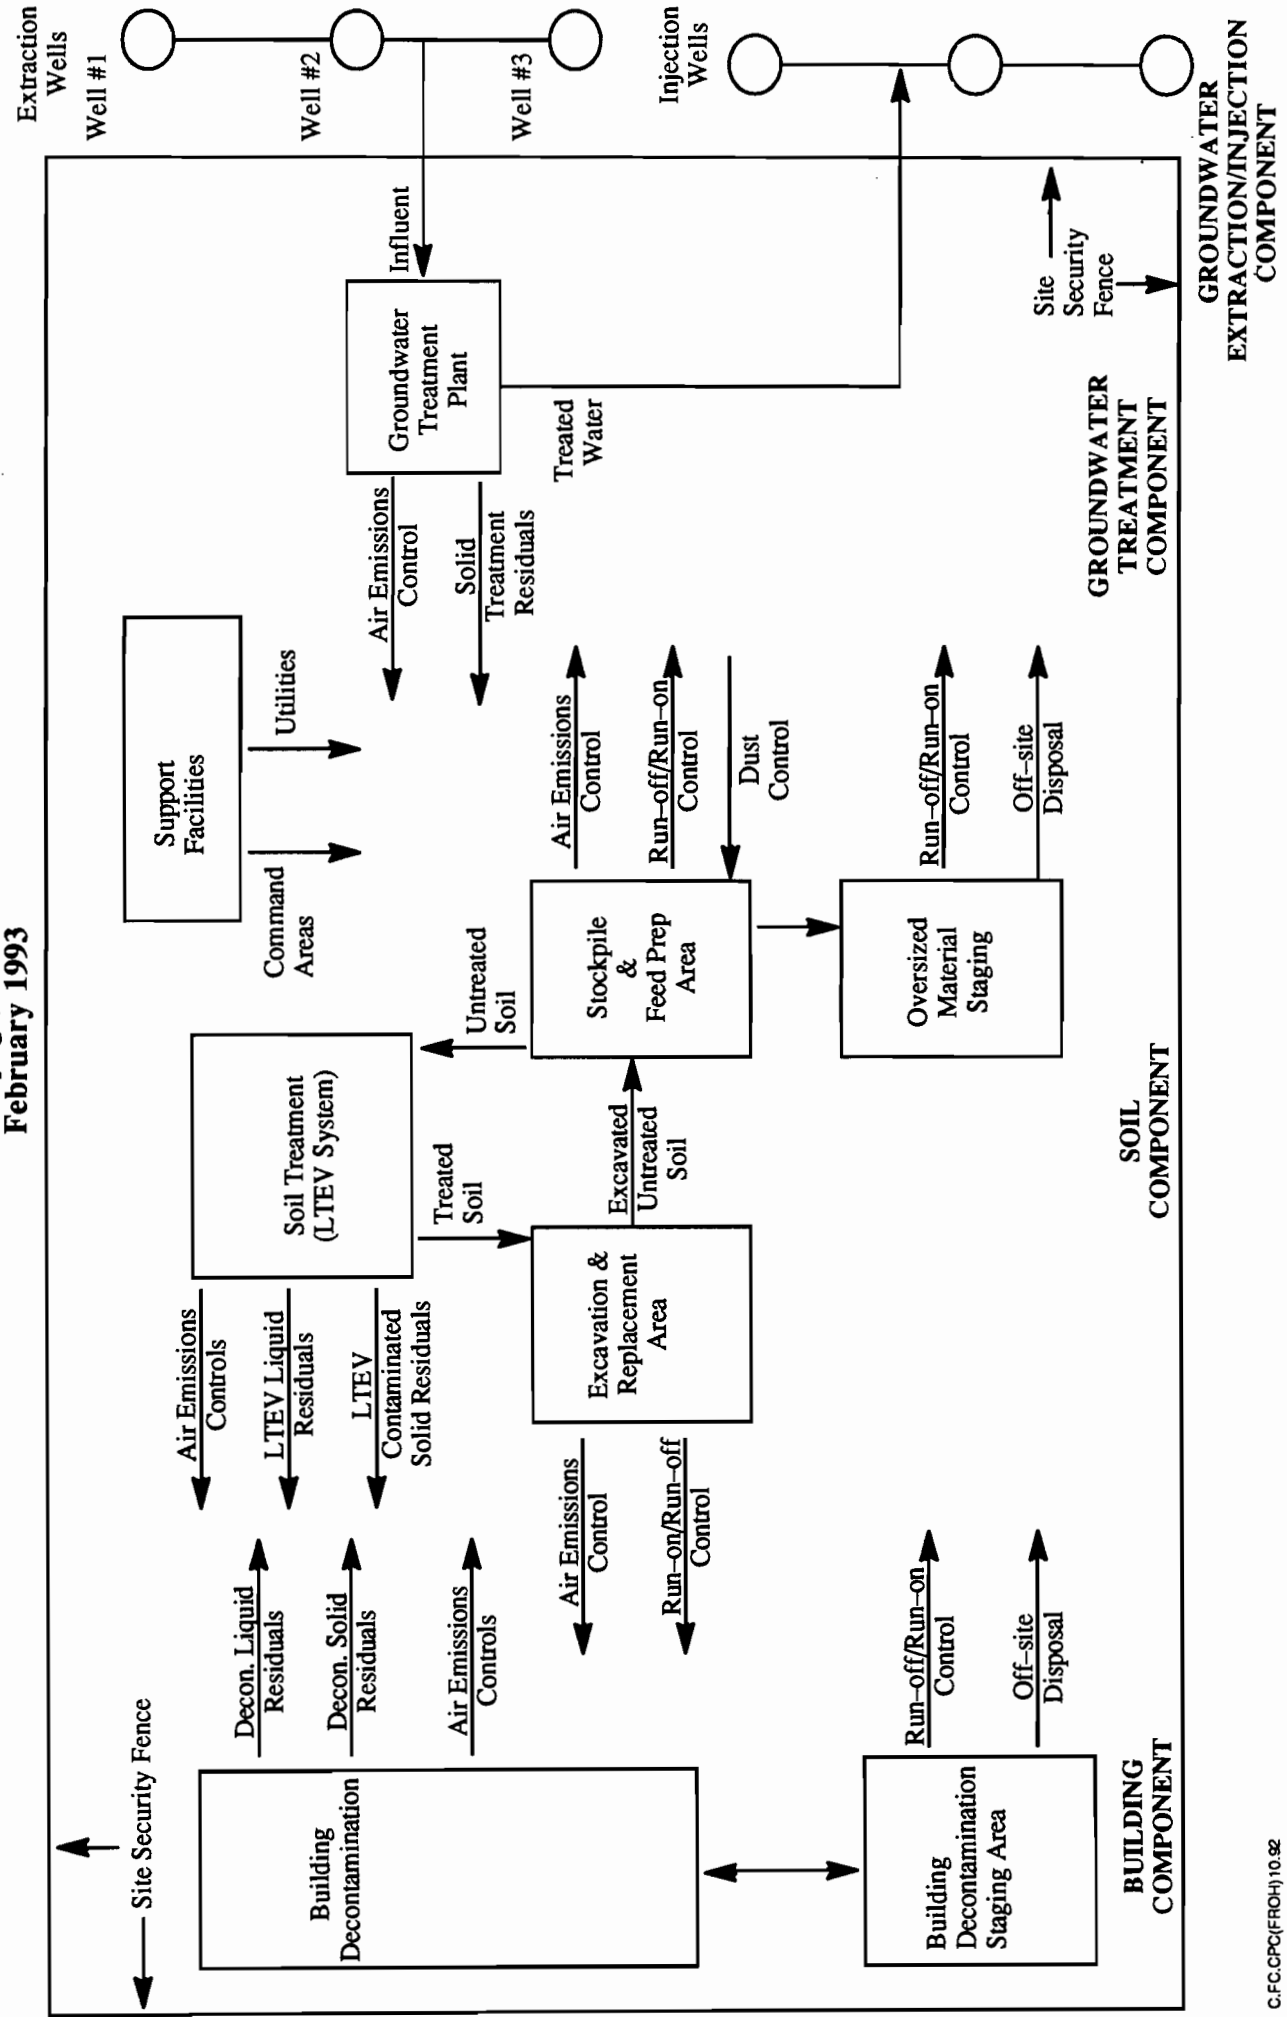 February 1993
Site Security Fence
Building
Decontamination
Decon. Liquid
Residuals
Decon. Solid
Residuals
Air Emissions
Controls
Building
Decontamination
Staging Area
Run–off/Run–on
Control
Off–site
Disposal
BUILDING
COMPONENT
Air Emissions
Controls
LTEV Liquid
Residuals
LTEV
Contaminated
Solid Residuals
Soil Treatment
(LTEV System)
Treated
Soil
Untreated
Soil
Air Emissions
Control
Run–on/Run–off
Control
Excavation &
Replacement
Area
Excavated
Untreated
Soil
Stockpile
&
Feed Prep
Area
Air Emissions
Control
Run–off/Run–on
Control
Dust
Control
Oversized
Material
Staging
Run–off/Run–on
Control
Off–site
Disposal
SOIL
COMPONENT
Support
Facilities
Command
Areas
Utilities
Air Emissions
Control
Solid
Treatment
Residuals
Groundwater
Treatment
Plant
Influent
Treated
Water
GROUNDWATER
TREATMENT
COMPONENT
Site
Security
Fence
Extraction
Wells
Well #1
Well #2
Well #3
Injection
Wells
GROUNDWATER
EXTRACTION/INJECTION
COMPONENT
C.FC.CPC(FROH)10.92